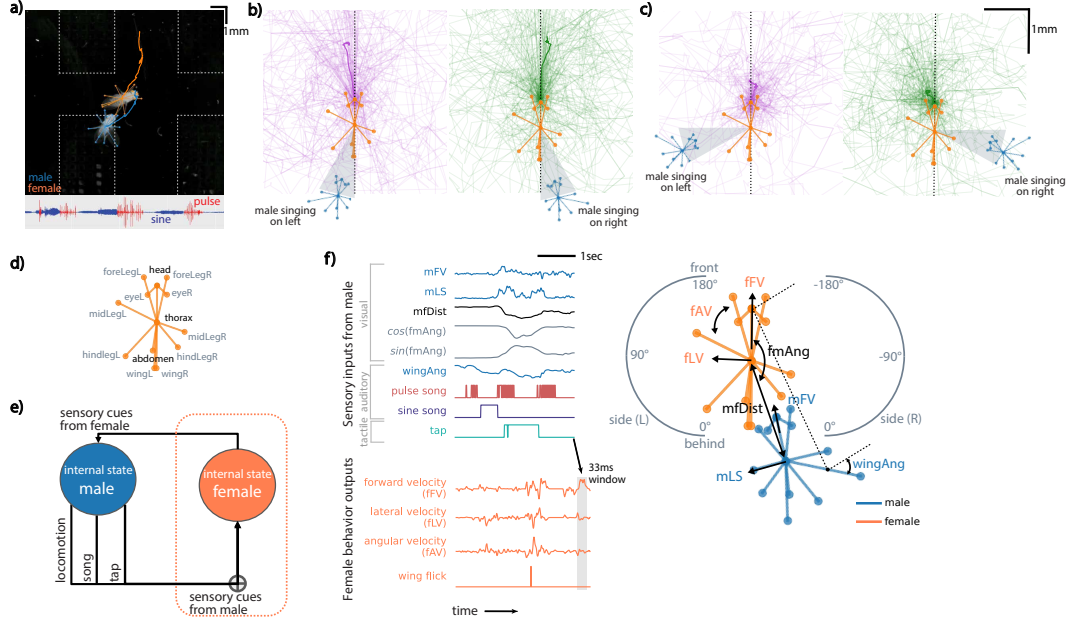 a)
1mm
male
female
pulse
sine
b)
male singing
on left
male singing
on right
c)
1mm
male singing
on left
male singing
on right
d)
head
foreLegL
foreLegR
eyeL
eyeR
midLegL
thorax
midLegR
hindlegL
hindLegR
abdomen
wingL
wingR
e)
sensory cues
from female
internal state
male
internal state
female
locomotion
song
tap
sensory cues
from male
f)
1sec
Sensory inputs from male
visual
auditory
tactile
mFV
mLS
mfDist
cos(fmAng)
sin(fmAng)
wingAng
pulse song
sine song
tap
33ms
window
Female behavior outputs
forward velocity
(fFV)
lateral velocity
(fLV)
angular velocity
(fAV)
wing flick
time
front
180°
-180°
fFV
fAV
90°
fLV
fmAng
-90°
mfDist
mFV
side (L)
0°
behind
0°
side (R)
wingAng
mLS
male
female